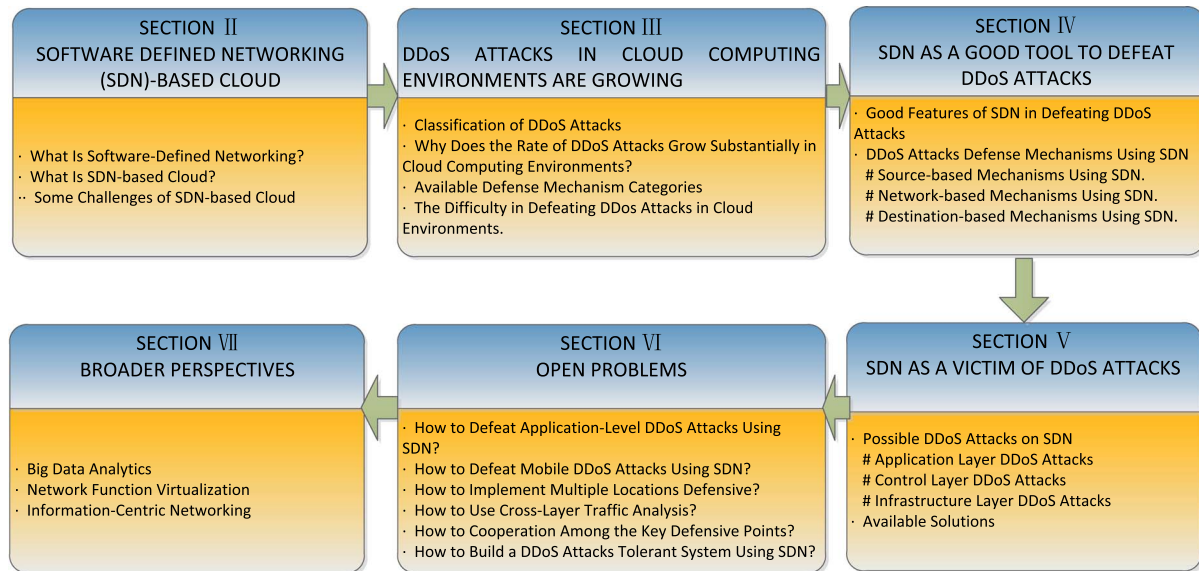 SECTION Ⅱ
SOFTWARE DEFINED NETWORKING
(SDN)-BASED CLOUD
· What Is Software-Defined Networking?
· What Is SDN-based Cloud?
·· Some Challenges of SDN-based Cloud
SECTION Ⅲ
DDoS ATTACKS IN CLOUD COMPUTING
ENVIRONMENTS ARE GROWING
· Classification of DDoS Attacks
· Why Does the Rate of DDoS Attacks Grow Substantially in
Cloud Computing Environments?
· Available Defense Mechanism Categories
· The Difficulty in Defeating DDos Attacks in Cloud
Environments.
SECTION Ⅳ
SDN AS A GOOD TOOL TO DEFEAT
DDoS ATTACKS
· Good Features of SDN in Defeating DDoS
Attacks
· DDoS Attacks Defense Mechanisms Using SDN
# Source-based Mechanisms Using SDN.
# Network-based Mechanisms Using SDN.
# Destination-based Mechanisms Using SDN.
SECTION Ⅴ
SDN AS A VICTIM OF DDoS ATTACKS
· Possible DDoS Attacks on SDN
# Application Layer DDoS Attacks
# Control Layer DDoS Attacks
# Infrastructure Layer DDoS Attacks
· Available Solutions
SECTION Ⅵ
OPEN PROBLEMS
· How to Defeat Application-Level DDoS Attacks Using
SDN?
· How to Defeat Mobile DDoS Attacks Using SDN?
· How to Implement Multiple Locations Defensive?
· How to Use Cross-Layer Traffic Analysis?
· How to Cooperation Among the Key Defensive Points?
· How to Build a DDoS Attacks Tolerant System Using SDN?
SECTION Ⅶ
BROADER PERSPECTIVES
· Big Data Analytics
· Network Function Virtualization
· Information-Centric Networking